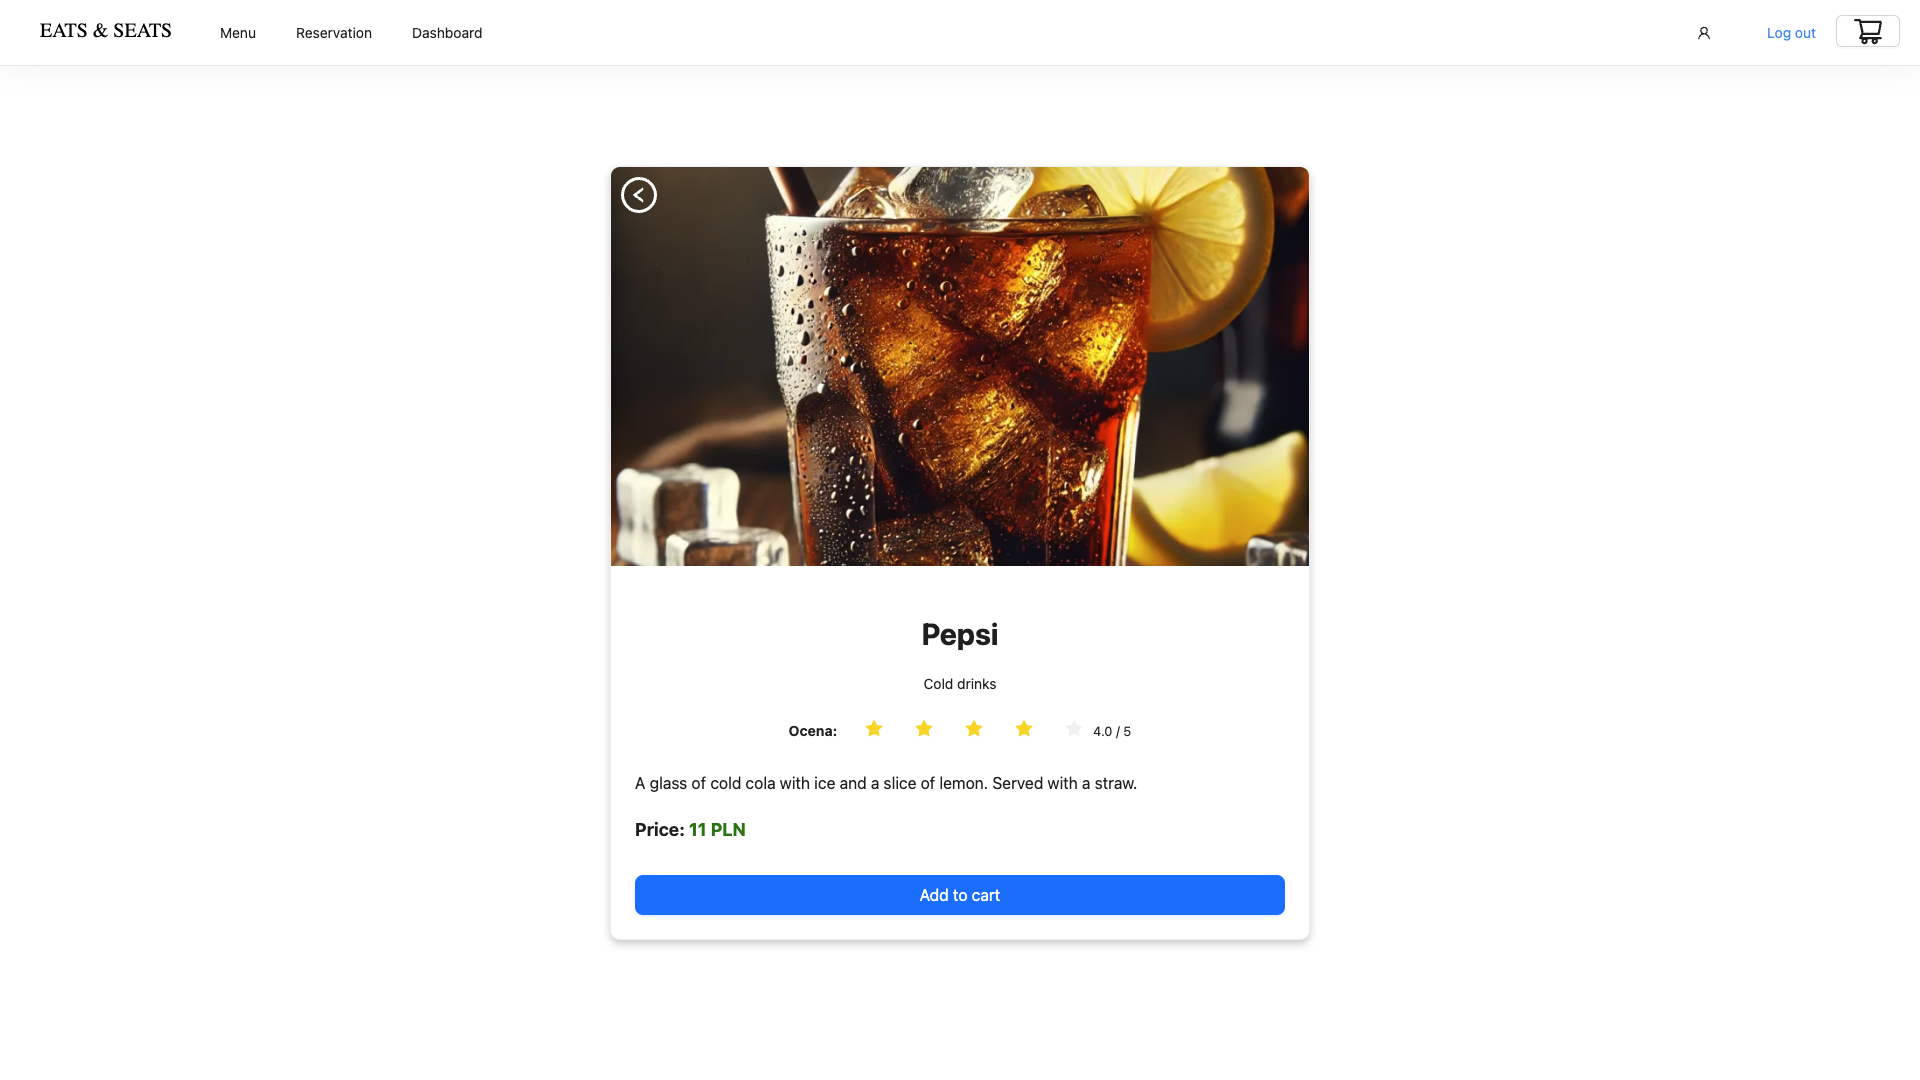 EATS & SEATS
Menu
Reservation
Dashboard
Log out
Pepsi
Cold drinks
Ocena:
4.0 / 5
A glass of cold cola with ice and a slice of lemon. Served with a straw.
Price: 11 PLN
Add to cart